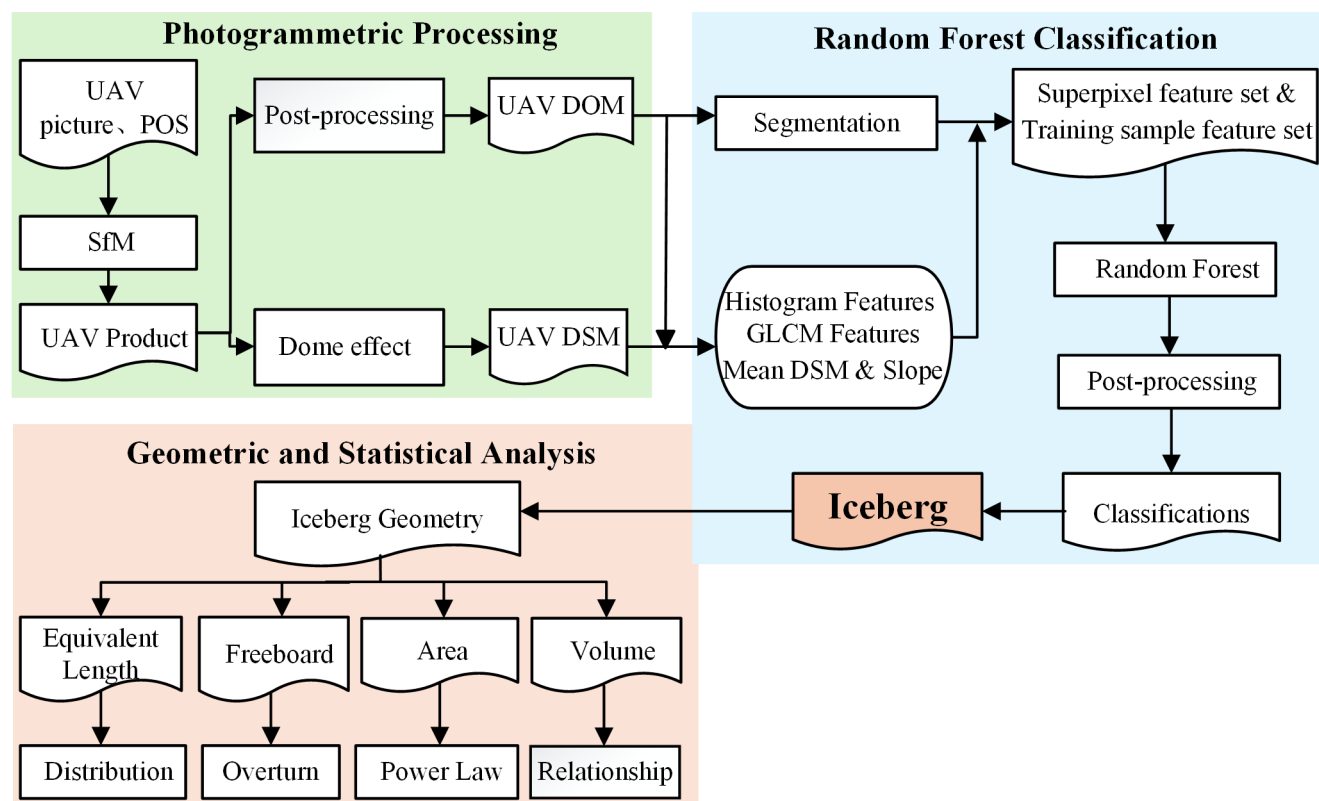 Photogrammetric Processing
UAV
picture、POS
SfM
UAV Product
Post-processing
UAV DOM
Dome effect
UAV DSM
Random Forest Classification
Segmentation
Superpixel feature set &
Training sample feature set
Histogram Features
GLCM Features
Mean DSM & Slope
Random Forest
Post-processing
Classifications
Iceberg
Geometric and Statistical Analysis
Iceberg Geometry
Equivalent
Length
Freeboard
Area
Volume
Distribution
Overturn
Power Law
Relationship